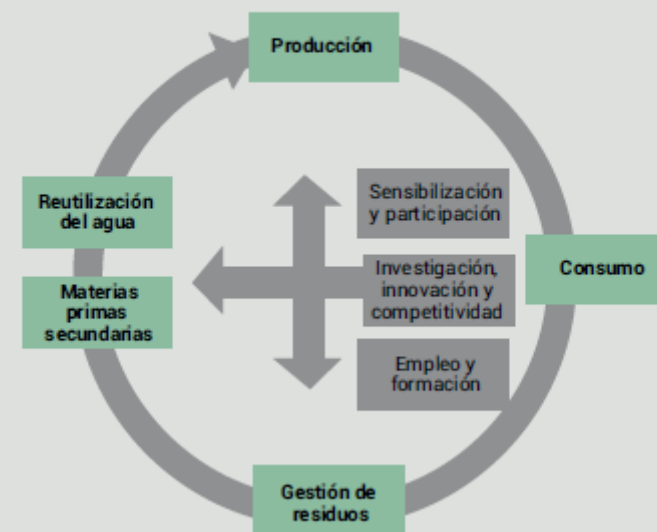 Producción
Sensibilización
y participación
Reutilización
del agua
Investigación,
innovación y
competitividad
Consumo
Materias
primas
secundarias
Empleo y
formación
Gestión de
residuos